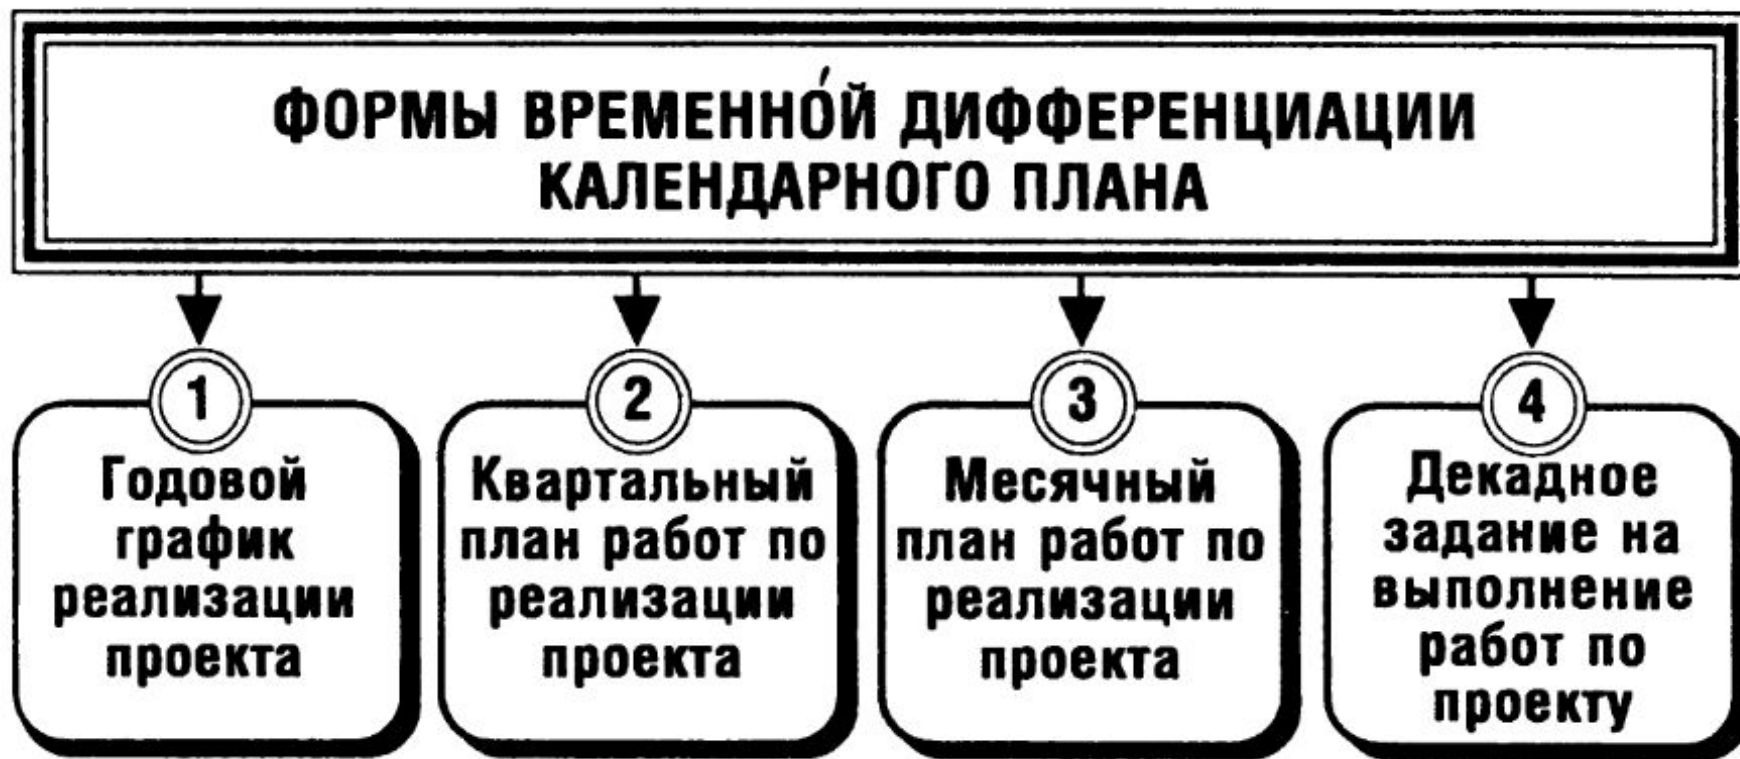 ФОРМЫ ВРЕМЕННО́Й ДИФФЕРЕНЦИАЦИИ
КАЛЕНДАРНОГО ПЛАНА
1
Годовой
график
реализации
проекта
2
Квартальный
план работ по
реализации
проекта
3
Месячный
план работ по
реализации
проекта
4
Декадное
задание на
выполнение
работ по
проекту